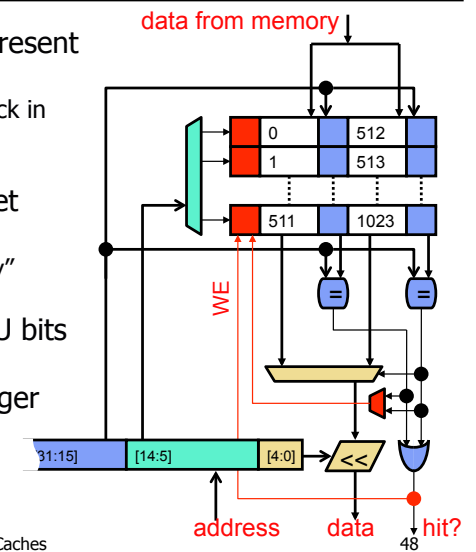 data from memory
resent
ck in
0 512
1 513
et
511 1023
y”
= =
WE
U bits
ger
31:15] [14:5] [4:0] <<
address data hit?
Caches 48